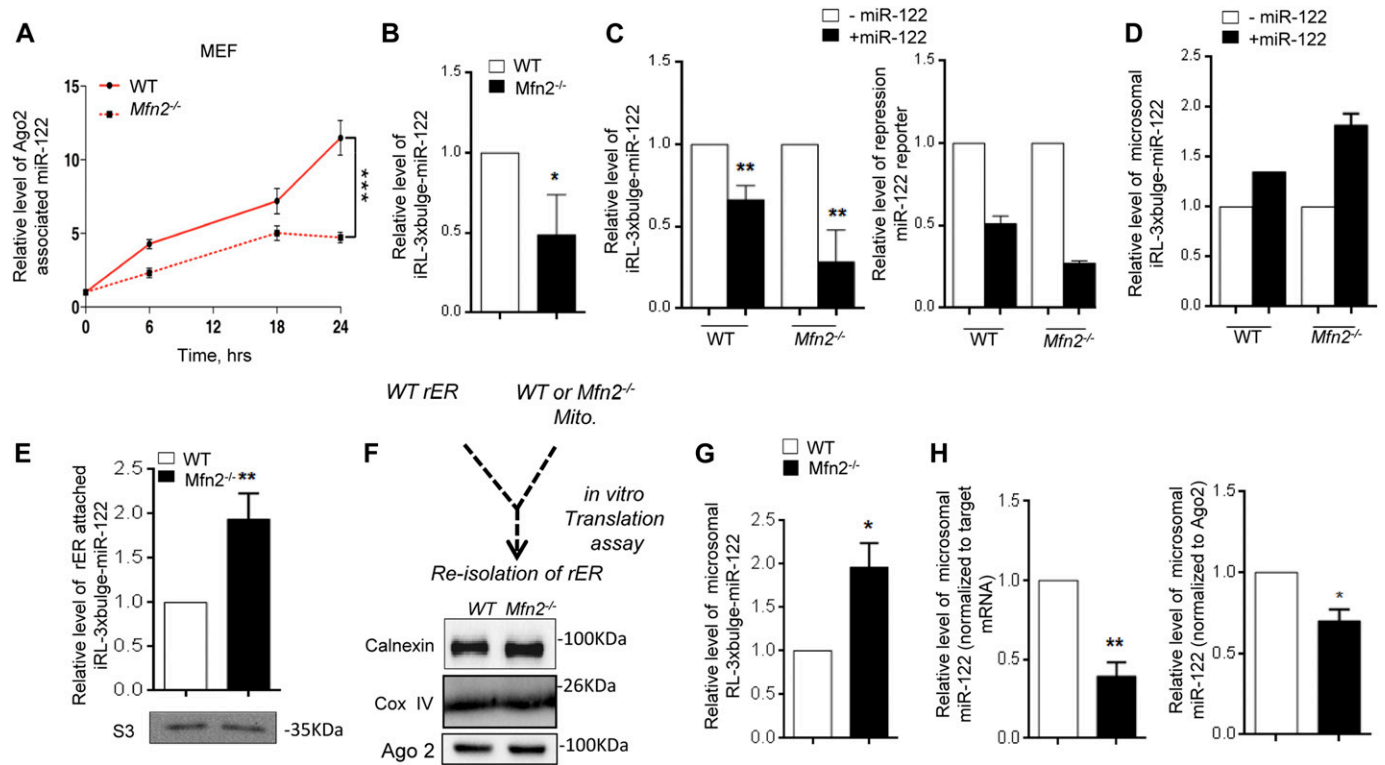 A
MEF
WT
Mfn2-/-
15
10
5
0
0 6 12 18 24
***
Relative level of Ago2
associated miR-122
Time, hrs
B
WT
Mfn2-/-
1.5
1.0
0.5
0.0
*
Relative level of
iRL-3xbulge-miR-122
C
- miR-122
+miR-122
1.5
1.0
0.5
0.0
**
**
Relative level of
iRL-3xbulge-miR-122
WT Mfn2-/-
1.5
1.0
0.5
0.0
Relative level of repression
miR-122 reporter
WT Mfn2-/-
D
- miR-122
+miR-122
2.5
2.0
1.5
1.0
0.5
0.0
Relative level of microsomal
iRL-3xbulge-miR-122
WT Mfn2-/-
E
WT
Mfn2-/-
2.5
2.0
1.5
1.0
0.5
0.0
**
Relative level of rER attached
iRL-3xbulge-miR-122
S3 -35KDa
F
WT rER WT or Mfn2-/-
Mito.
in vitro
Translation
assay
Re-isolation of rER
WT Mfn2-/-
Calnexin -100KDa
-26KDa
Cox IV
Ago 2 -100KDa
G
WT
Mfn2-/-
2.5
2.0
1.5
1.0
0.5
0.0
*
Relative level of microsomal
RL-3xbulge-miR-122
H
1.5
1.0
0.5
0.0
**
Relative level of microsomal
miR-122 (normalized to target
mRNA)
1.5
1.0
0.5
0.0
*
Relative level of microsomal
miR-122 (normalized to Ago2)